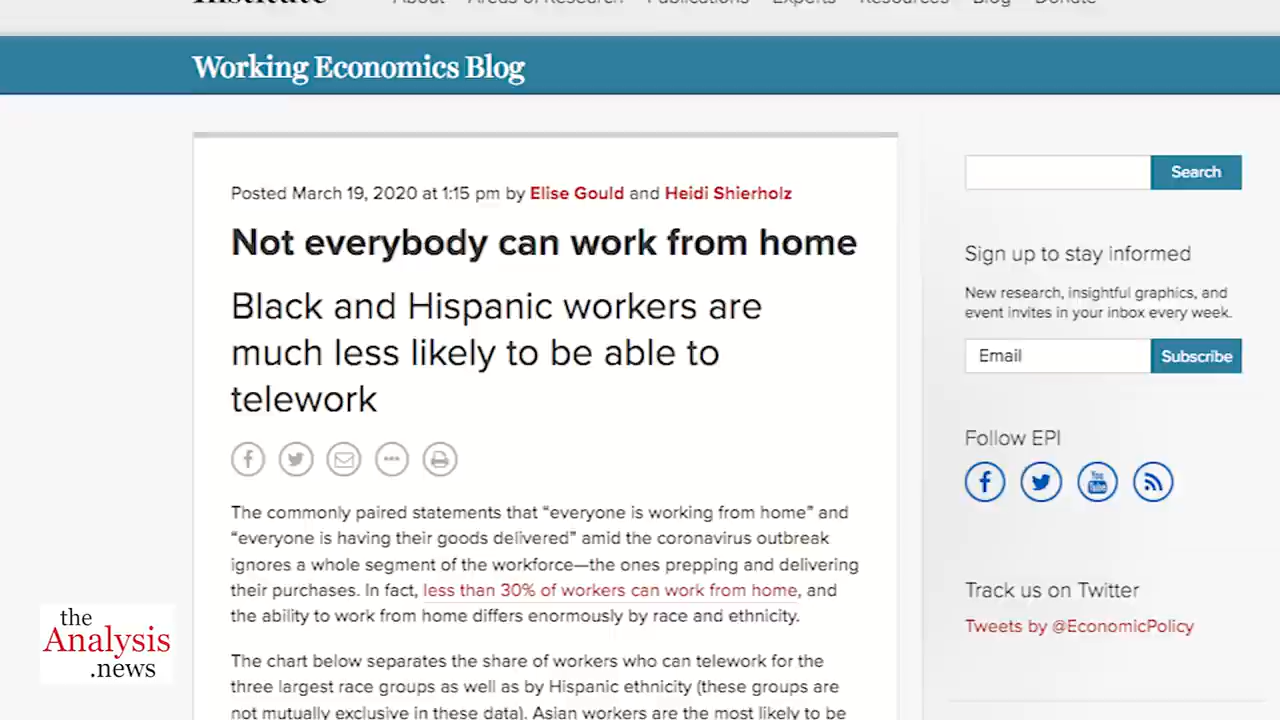 Institute
About Areas of Research Publications Experts Resources Blog Donate
Working Economics Blog
Posted March 19, 2020 at 1:15 pm by Elise Gould and Heidi Shierholz
Not everybody can work from home
Black and Hispanic workers are
much less likely to be able to
telework
The commonly paired statements that “everyone is working from home” and
“everyone is having their goods delivered” amid the coronavirus outbreak
ignores a whole segment of the workforce—the ones prepping and delivering
their purchases. In fact, less than 30% of workers can work from home, and
the ability to work from home differs enormously by race and ethnicity.
The chart below separates the share of workers who can telework for the
three largest race groups as well as by Hispanic ethnicity (these groups are
not mutually exclusive in these data). Asian workers are the most likely to be
Search
Sign up to stay informed
New research, insightful graphics, and
event invites in your inbox every week.
Email Subscribe
Follow EPI
You
Tube
Track us on Twitter
Tweets by @EconomicPolicy
the
Analysis
.news